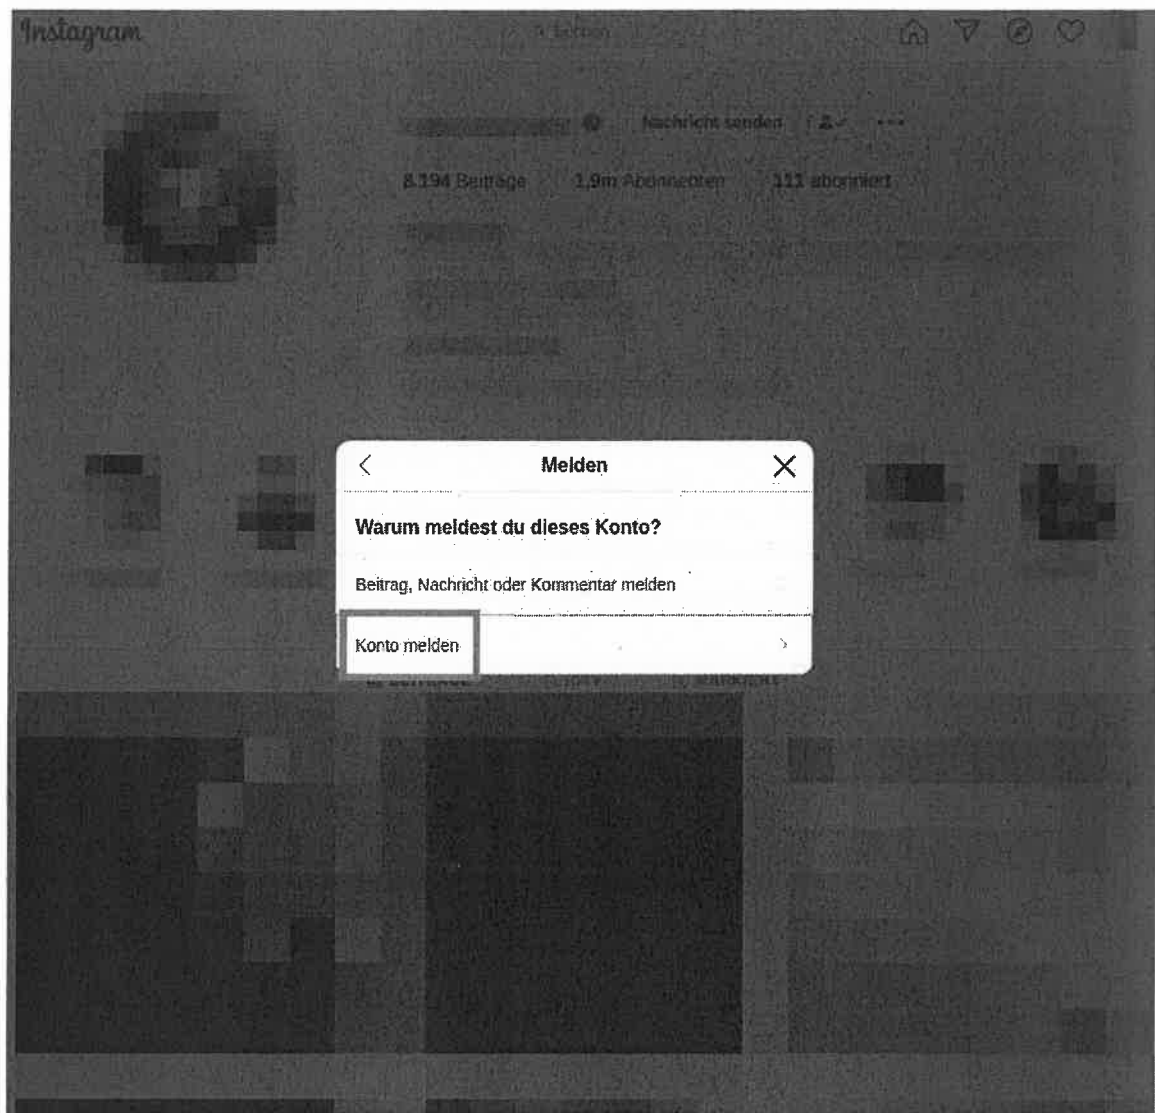 Instagram
Nachricht senden
8.194 Beiträge 1,9m Abonnenten 111 abonniert
Melden
Warum meldest du dieses Konto?
Beitrag, Nachricht oder Kommentar melden
Konto melden